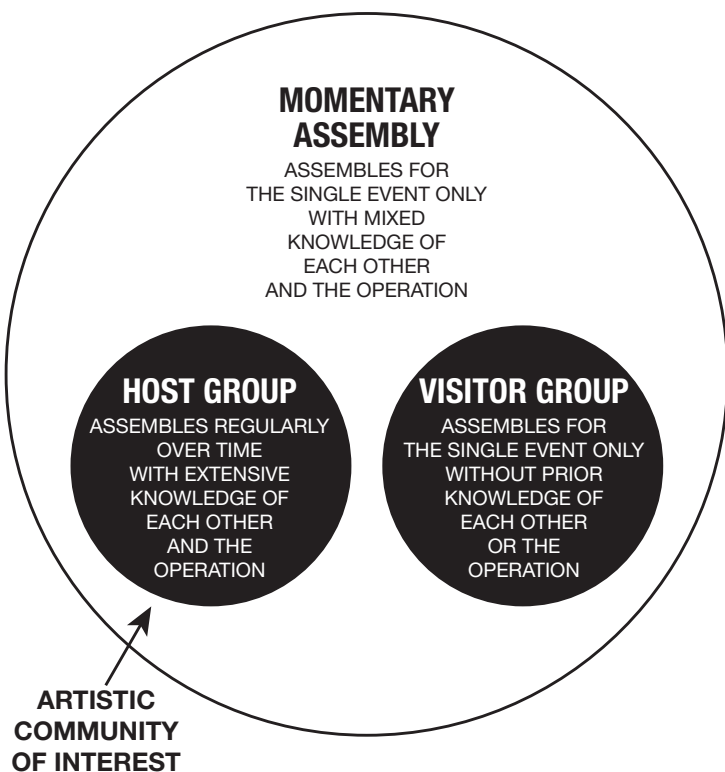 MOMENTARY
ASSEMBLY
ASSEMBLES FOR
THE SINGLE EVENT ONLY
WITH MIXED
KNOWLEDGE OF
EACH OTHER
AND THE OPERATION
HOST GROUP
ASSEMBLES REGULARLY
OVER TIME
WITH EXTENSIVE
KNOWLEDGE OF
EACH OTHER
AND THE
OPERATION
VISITOR GROUP
ASSEMBLES FOR
THE SINGLE EVENT ONLY
WITHOUT PRIOR
KNOWLEDGE OF
EACH OTHER
OR THE
OPERATION
ARTISTIC
COMMUNITY
OF INTEREST